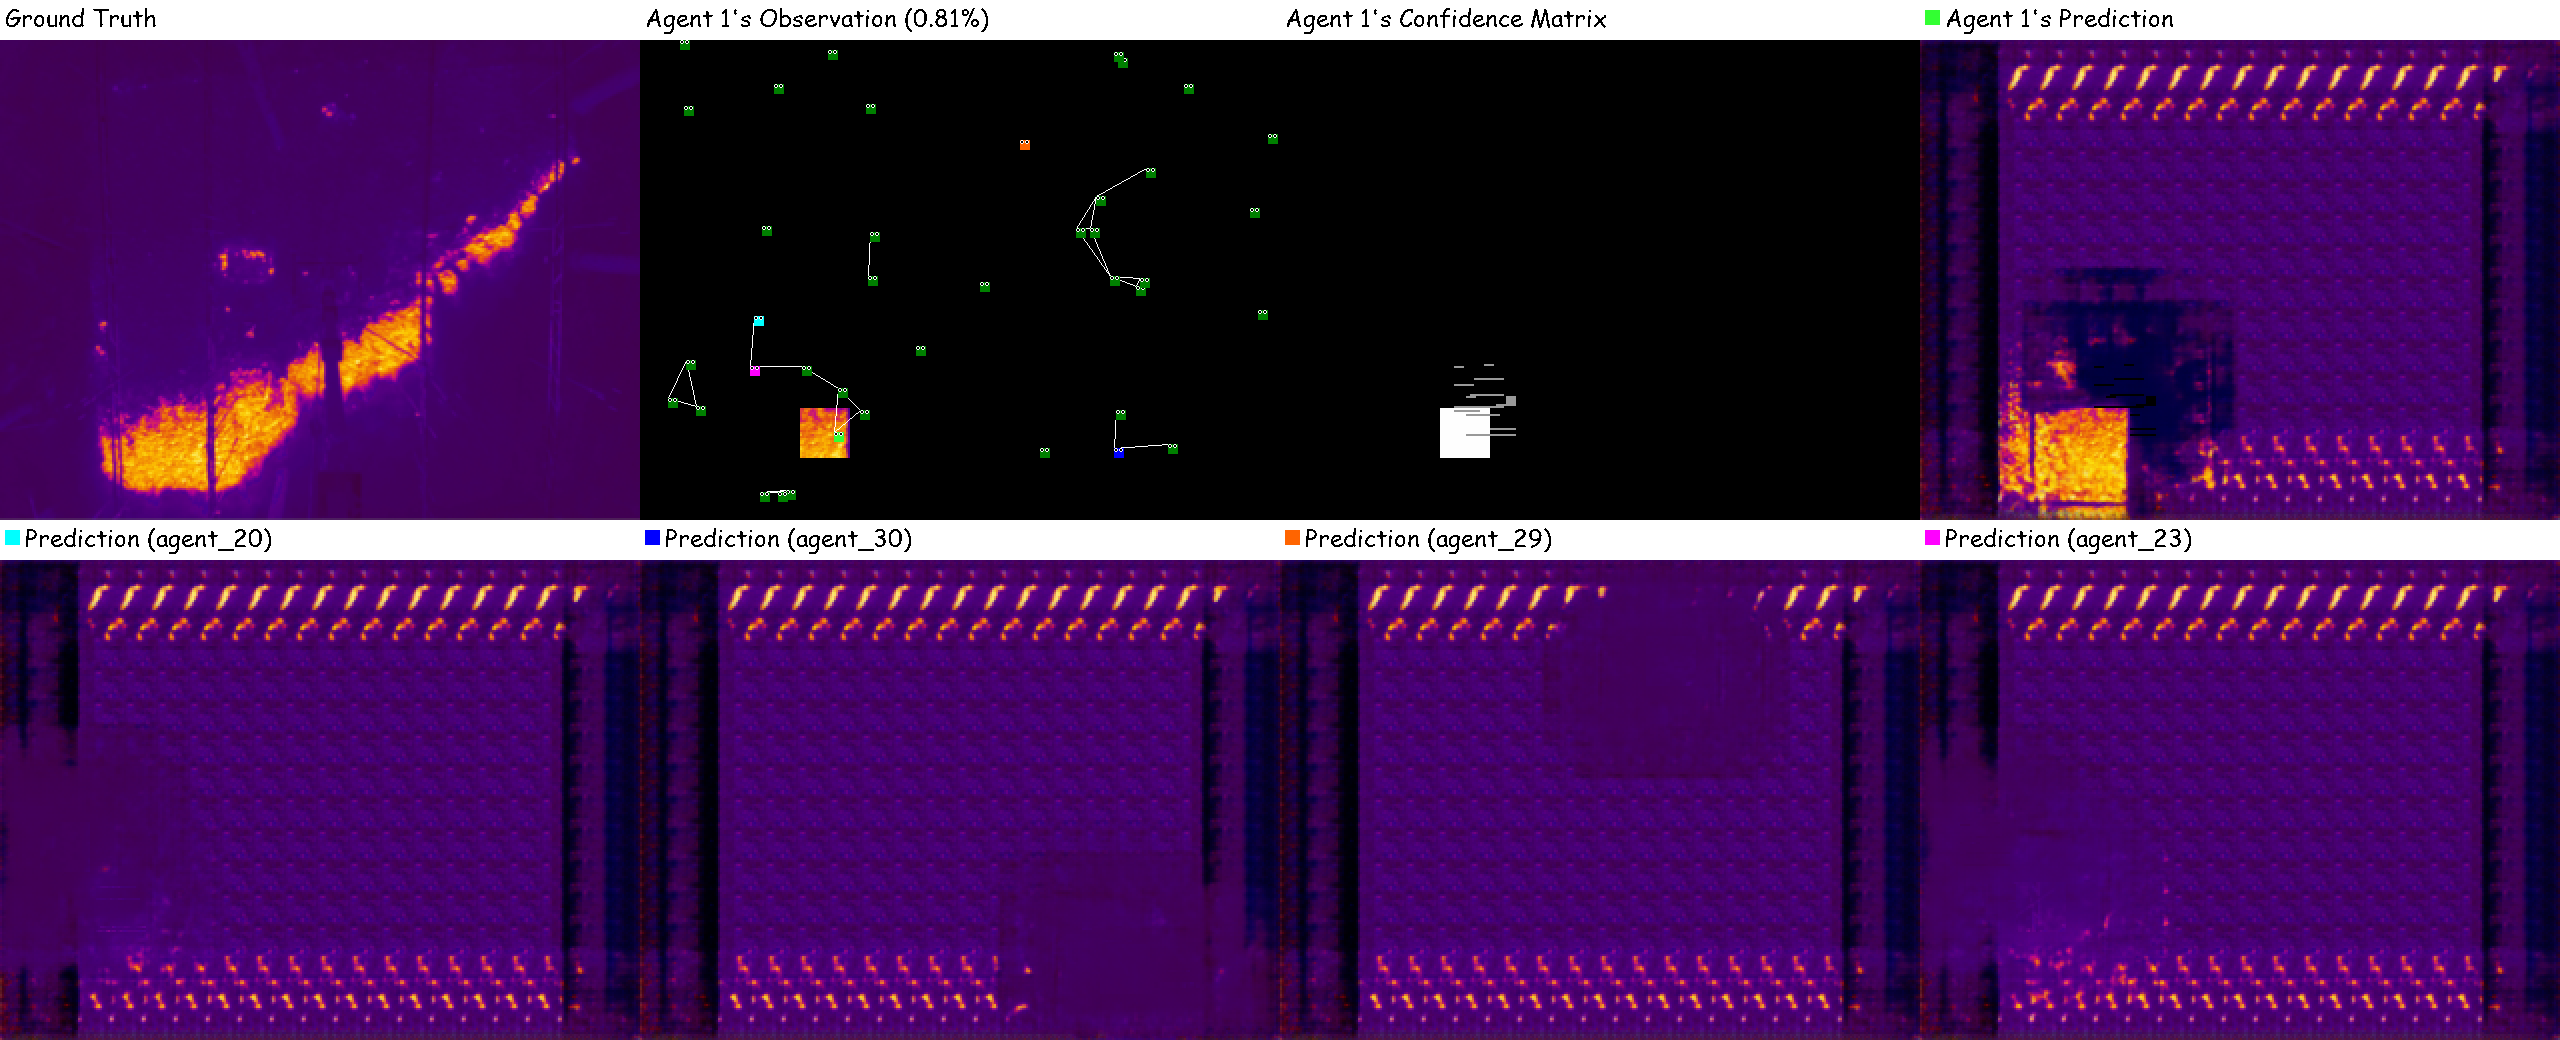 Ground Truth
Agent 1's Observation (0.81%)
Agent 1's Confidence Matrix
Agent 1's Prediction
Prediction (agent_20)
Prediction (agent_30)
Prediction (agent_29)
Prediction (agent_23)